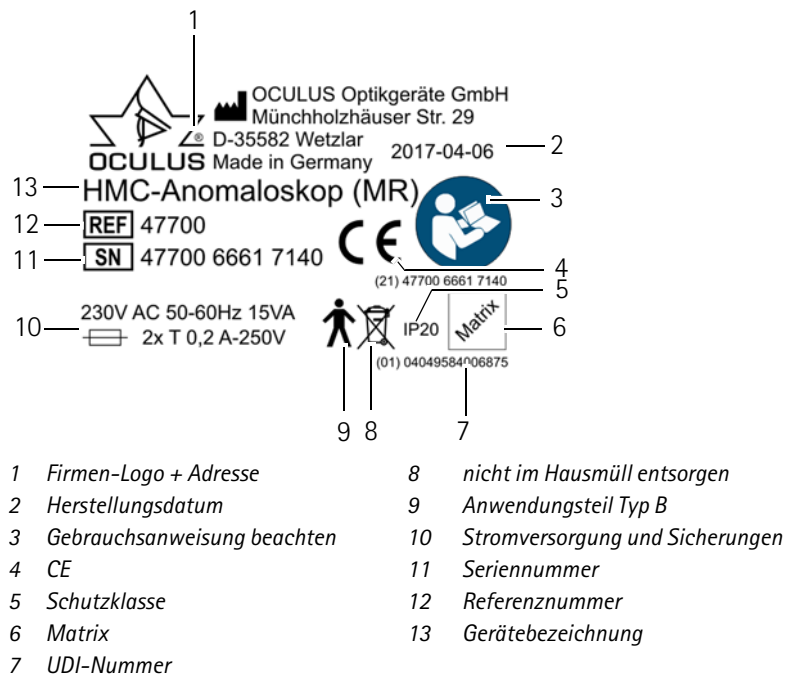 1
OCULUS Optikgeräte GmbH
Münchholzhäuser Str. 29
D-35582 Wetzlar
OCULUS® Made in Germany
2017-04-06
2
13
HMC-Anomaloskop (MR)
3
12
REF 47700
11
SN 47700 6661 7140
CE
4
(21) 47700 6661 7140
5
230V AC 50-60Hz 15VA
10
2x T 0,2 A-250V
IP20
Matrix
6
(01) 04049584006875
9
8
7
1 Firmen-Logo + Adresse
2 Herstellungsdatum
3 Gebrauchsanweisung beachten
4 CE
5 Schutzklasse
6 Matrix
7 UDI-Nummer
8 nicht im Hausmüll entsorgen
9 Anwendungsteil Typ B
10 Stromversorgung und Sicherungen
11 Seriennummer
12 Referenznummer
13 Gerätebezeichnung